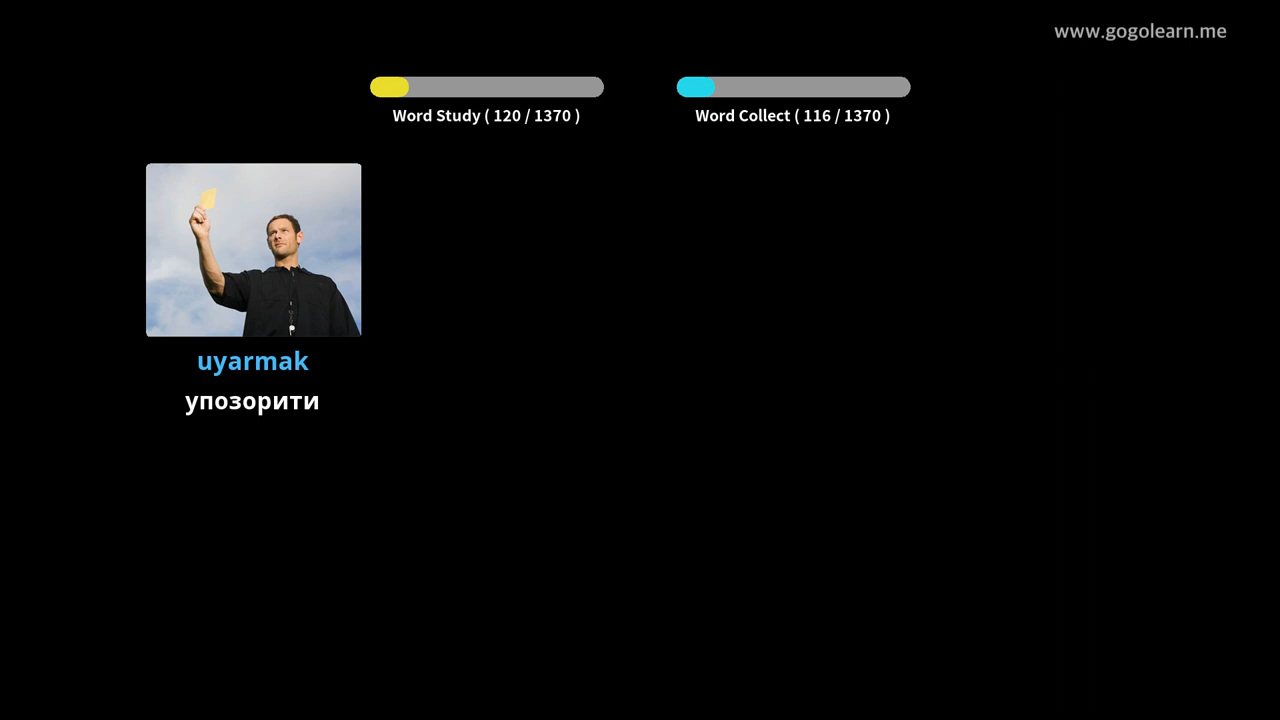 www.gogolearn.me
Word Study ( 120 / 1370 )
Word Collect ( 116 / 1370 )
uyarmak
упозорити